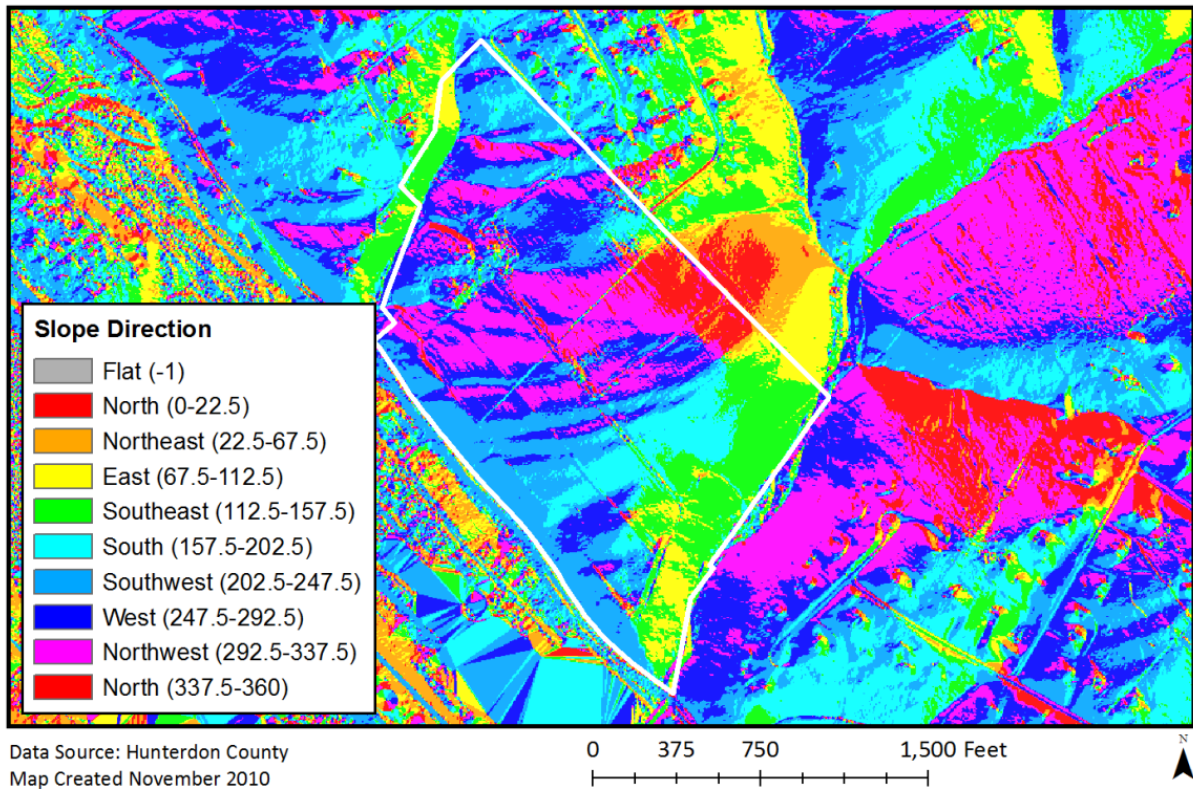 Slope Direction
Flat (-1)
North (0-22.5)
Northeast (22.5-67.5)
East (67.5-112.5)
Southeast (112.5-157.5)
South (157.5-202.5)
Southwest (202.5-247.5)
West (247.5-292.5)
Northwest (292.5-337.5)
North (337.5-360)
Data Source: Hunterdon County
Map Created November 2010
0 375 750 1,500 Feet
N